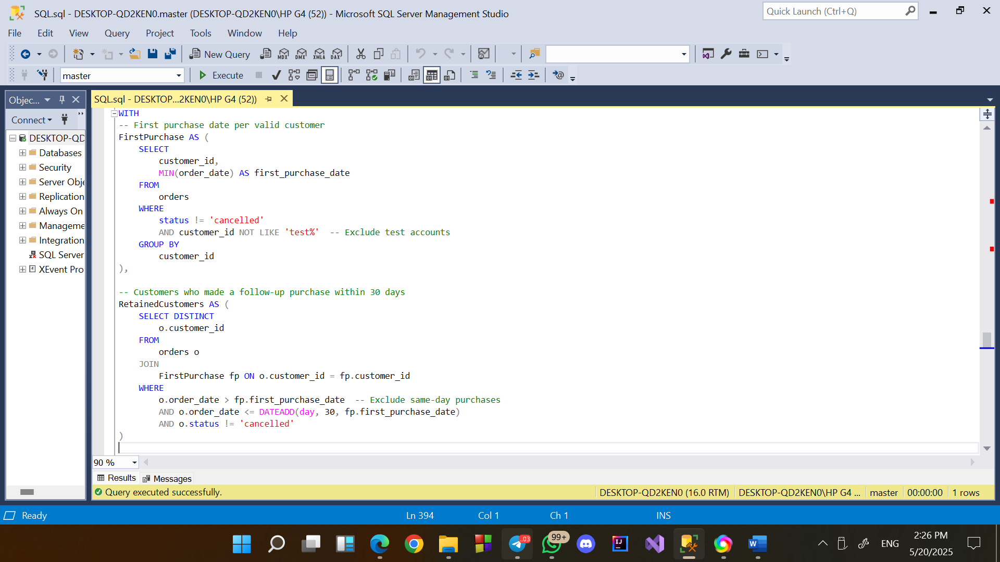 SQL.sql - DESKTOP-QD2KEN0.master (DESKTOP-QD2KEN0\HP G4 (52)) - Microsoft SQL Server Management Studio
Quick Launch (Ctrl+Q)
File Edit View Query Project Tools Window Help
New Query
MDX DMX XMLA DAX
master
Execute
Objec...
SQL.sql - DESKTOP...2KEN0\HP G4 (52))
Connect
DESKTOP-QD
Databases
Security
Server Obje
Replication
Always On
Manageme
Integration
SQL Server
XEvent Pro
WITH
-- First purchase date per valid customer
FirstPurchase AS (
SELECT
customer_id,
MIN(order_date) AS first_purchase_date
FROM
orders
WHERE
status != 'cancelled'
AND customer_id NOT LIKE 'test%'  -- Exclude test accounts
GROUP BY
customer_id
),
-- Customers who made a follow-up purchase within 30 days
RetainedCustomers AS (
SELECT DISTINCT
o.customer_id
FROM
orders o
JOIN
FirstPurchase fp ON o.customer_id = fp.customer_id
WHERE
o.order_date > fp.first_purchase_date  -- Exclude same-day purchases
AND o.order_date <= DATEADD(day, 30, fp.first_purchase_date)
AND o.status != 'cancelled'
)
90 %
Results Messages
Query executed successfully.
DESKTOP-QD2KEN0 (16.0 RTM) DESKTOP-QD2KEN0\HP G4 ... master 00:00:00 1 rows
Ready
Ln 394 Col 1 Ch 1 INS
..03
99+
IJ
W
ENG
2:26 PM
5/20/2025